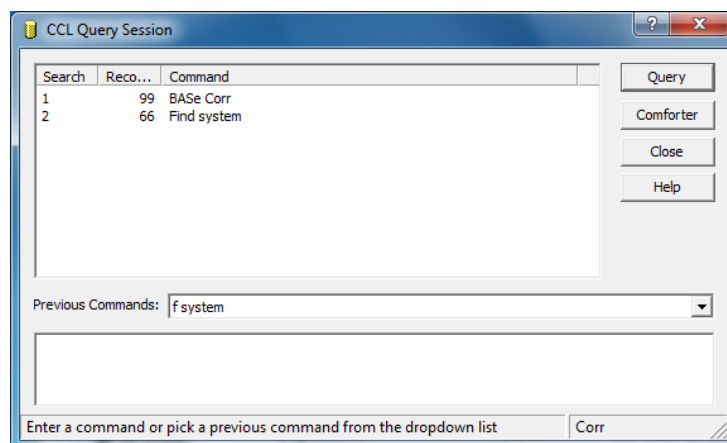 CCL Query Session
Search Reco... Command
1 99 BASe Corr
2 66 Find system
Query
Comforter
Close
Help
Previous Commands: f system
Enter a command or pick a previous command from the dropdown list Corr